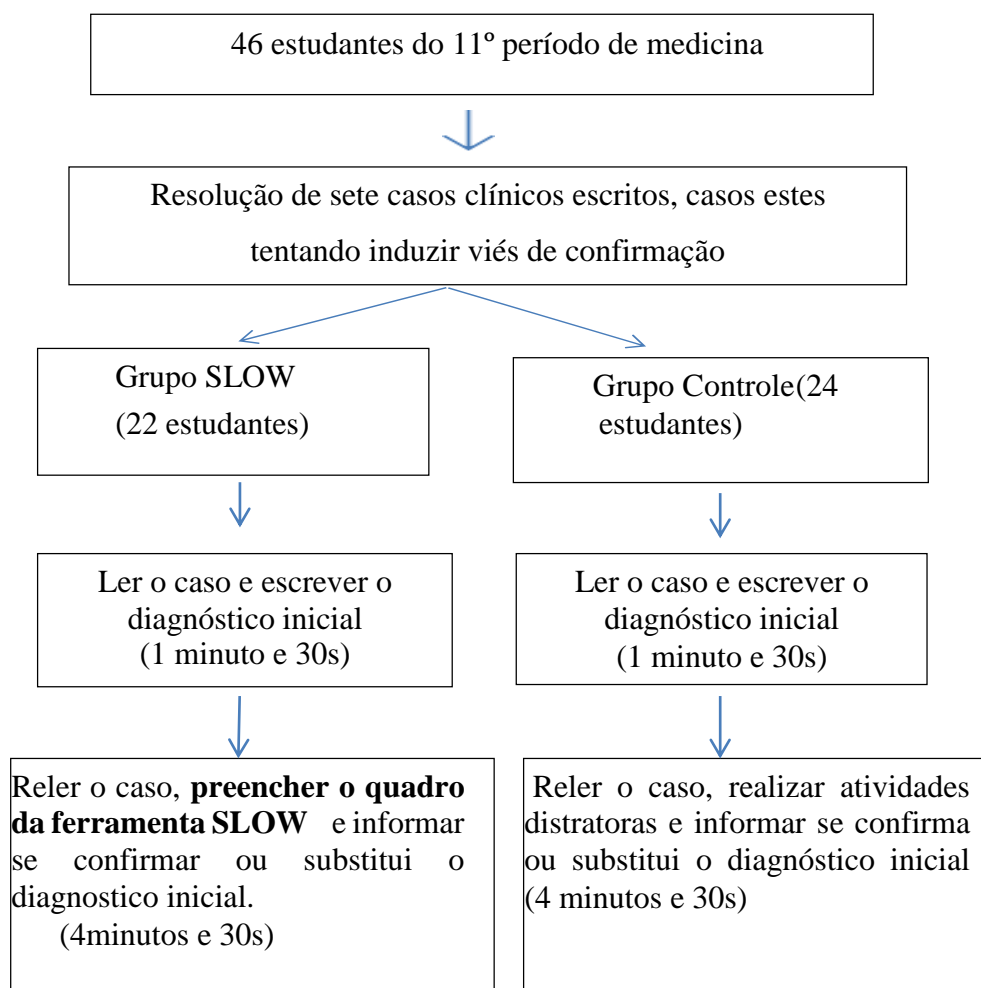 46 estudantes do 11º período de medicina
Resolução de sete casos clínicos escritos, casos estes
tentando induzir viés de confirmação
Grupo SLOW
(22 estudantes)
Grupo Controle(24
estudantes)
Ler o caso e escrever o
diagnóstico inicial
(1 minuto e 30s)
Ler o caso e escrever o
diagnóstico inicial
(1 minuto e 30s)
Reler o caso, preencher o quadro
da ferramenta SLOW e informar
se confirmar ou substitui o
diagnostico inicial.
(4minutos e 30s)
Reler o caso, realizar atividades
distratoras e informar se confirma
ou substitui o diagnóstico inicial
(4 minutos e 30s)